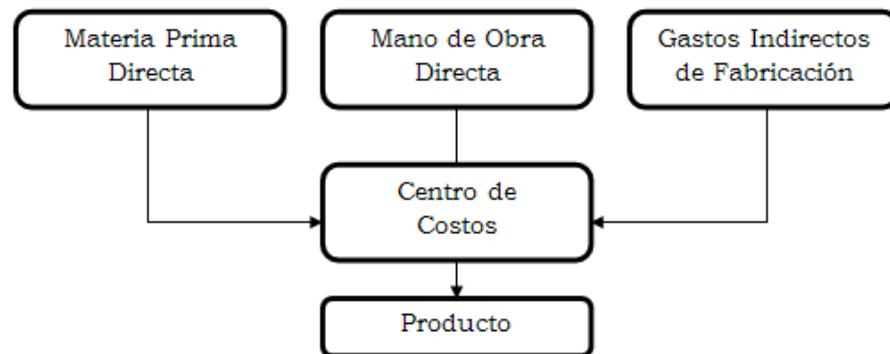 Materia Prima
Directa
Mano de Obra
Directa
Gastos Indirectos
de Fabricación
Centro de
Costos
Producto